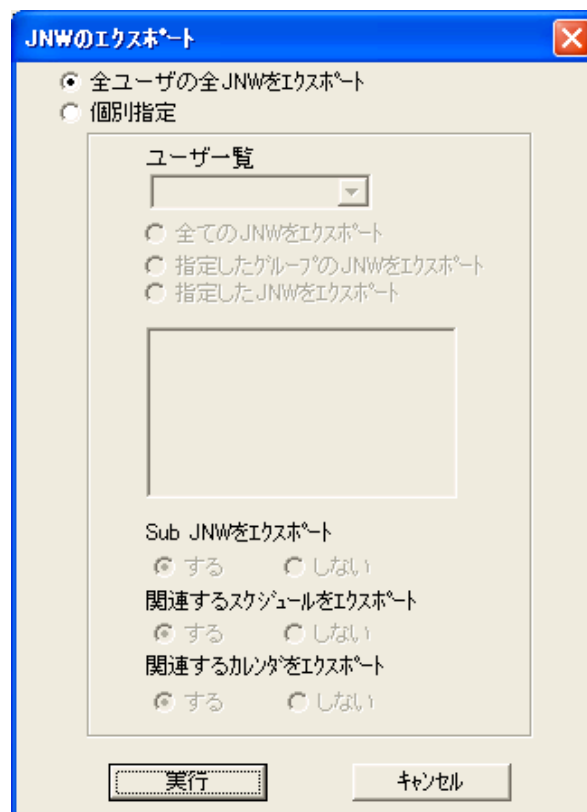 JNWのｴｸｽﾎﾟｰﾄ
全ユーザの全JNWをｴｸｽﾎﾟｰﾄ
個別指定
ユーザ一覧
全てのJNWをｴｸｽﾎﾟｰﾄ
指定したｸﾞﾙｰﾌﾟのJNWをｴｸｽﾎﾟｰﾄ
指定したJNWをｴｸｽﾎﾟｰﾄ
Sub JNWをｴｸｽﾎﾟｰﾄ
する しない
関連するｽｹｼﾞｭｰﾙをｴｸｽﾎﾟｰﾄ
する しない
関連するｶﾚﾝﾀﾞをｴｸｽﾎﾟｰﾄ
する しない
実行 ｷｬﾝｾﾙ